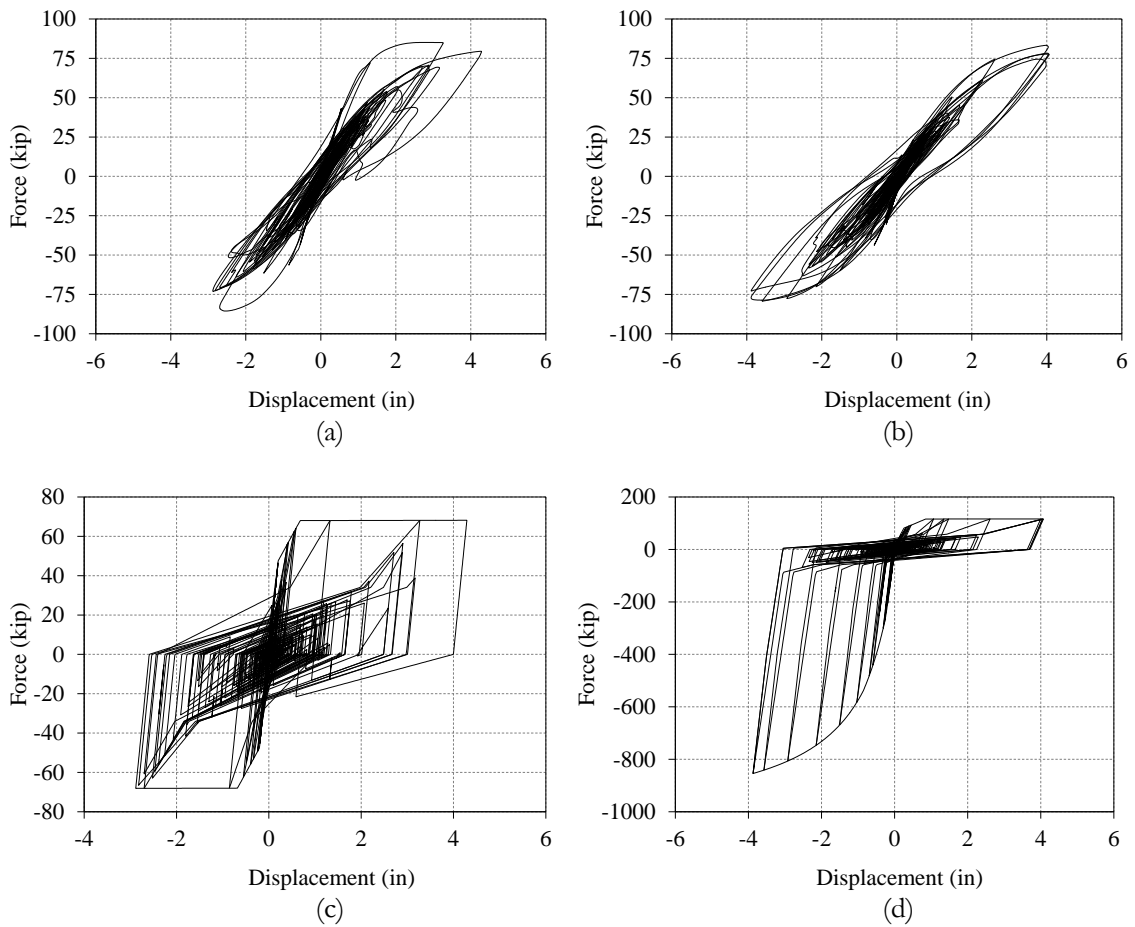 100
75
50
25
0
-25
-50
-75
-100
Force (kip)
-6 -4 -2 0 2 4 6
Displacement (in)
(a)
100
75
50
25
0
-25
-50
-75
-100
Force (kip)
-6 -4 -2 0 2 4 6
Displacement (in)
(b)
80
60
40
20
0
-20
-40
-60
-80
Force (kip)
-4 -2 0 2 4 6
Displacement (in)
(c)
200
0
-200
-400
-600
-800
-1000
Force (kip)
-6 -4 -2 0 2 4 6
Displacement (in)
(d)